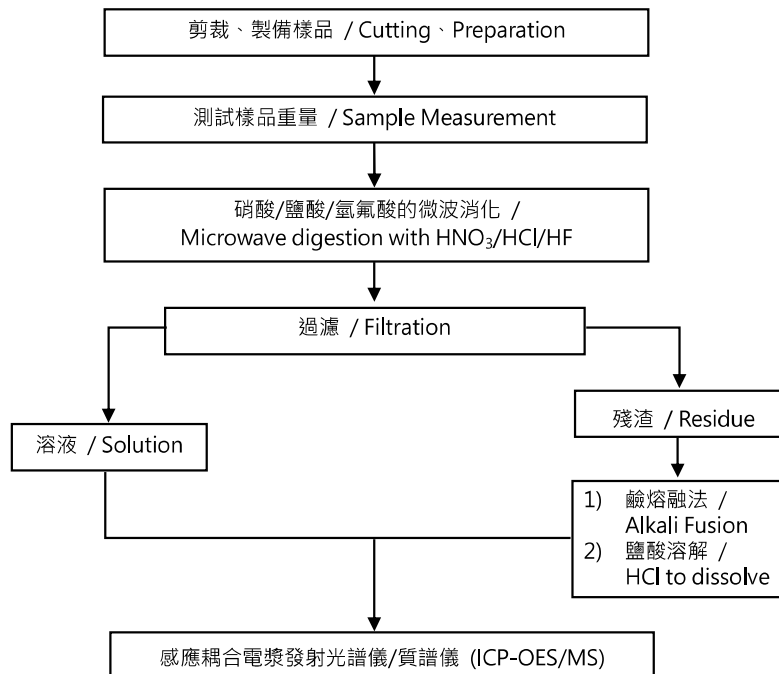 剪裁、製備樣品 / Cutting、Preparation
測試樣品重量 / Sample Measurement
硝酸/鹽酸/氫氟酸的微波消化 /
Microwave digestion with HNO₃/HCl/HF
過濾 / Filtration
溶液 / Solution
殘渣 / Residue
1) 鹼熔融法 /
Alkali Fusion
2) 鹽酸溶解 /
HCl to dissolve
感應耦合電漿發射光譜儀/質譜儀 (ICP-OES/MS)